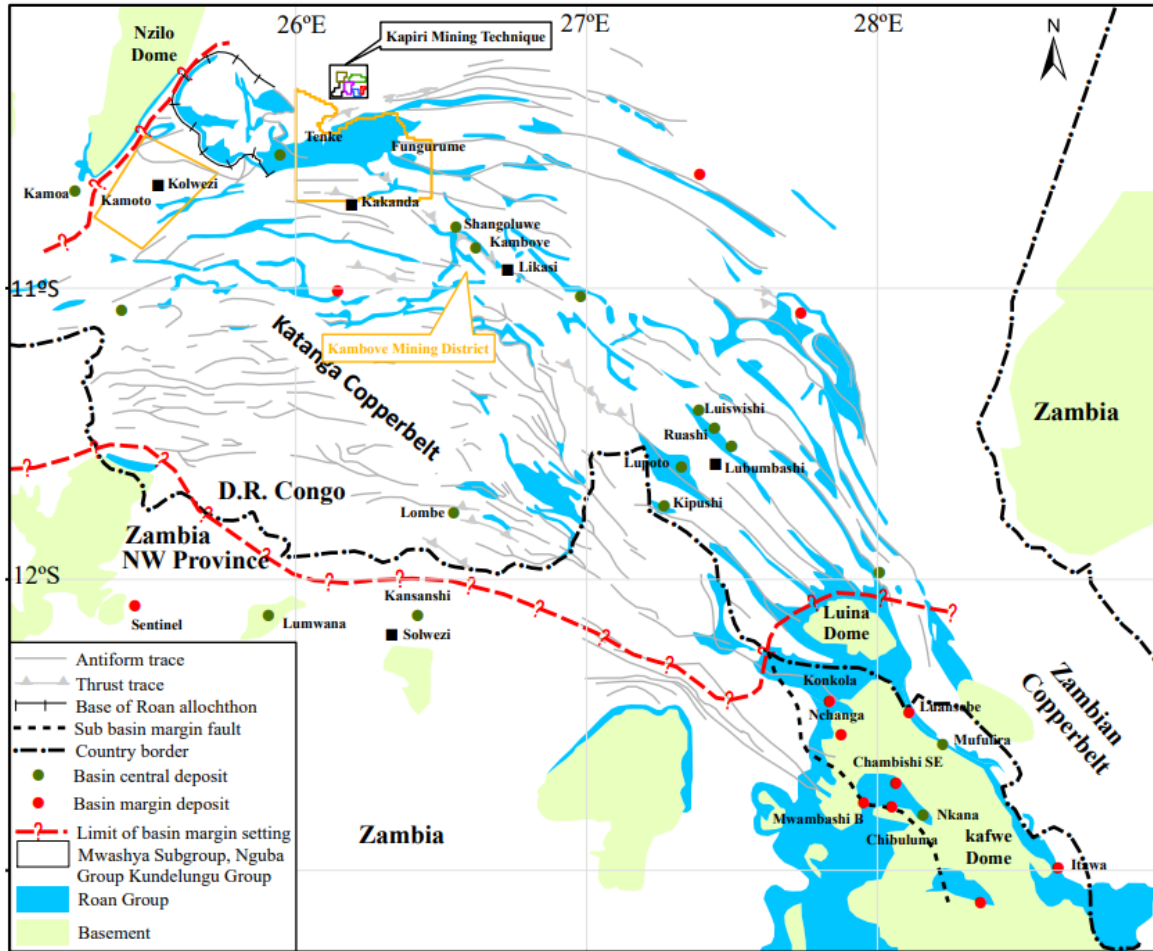 26ºE
27ºE
28ºE
N
Nzilo
Dome
Kapiri Mining Technique
Tenke
Fungurume
Kamoa
Kolwezi
Kamoto
Kakanda
Shangoluwe
Kambove
Likasi
11ºS
Kambove Mining District
Katanga Copperbelt
Zambia
Luiswishi
Ruashi
Lupoto
Lubumbashi
D.R. Congo
Lombe
Kipushi
Zambia
NW Province
12ºS
Kansanshi
Sentinel
Lumwana
Solwezi
Luina
Dome
Konkola
Nchanga
Luansobe
Mufulira
Zambian
Copperbelt
Chambishi SE
Mwambashi B
Nkana
Chibuluma
kafwe
Dome
Itawa
Zambia
Antiform trace
Thrust trace
Base of Roan allochthon
Sub basin margin fault
Country border
Basin central deposit
Basin margin deposit
Limit of basin margin setting
Mwashya Subgroup, Nguba
Group Kundelungu Group
Roan Group
Basement